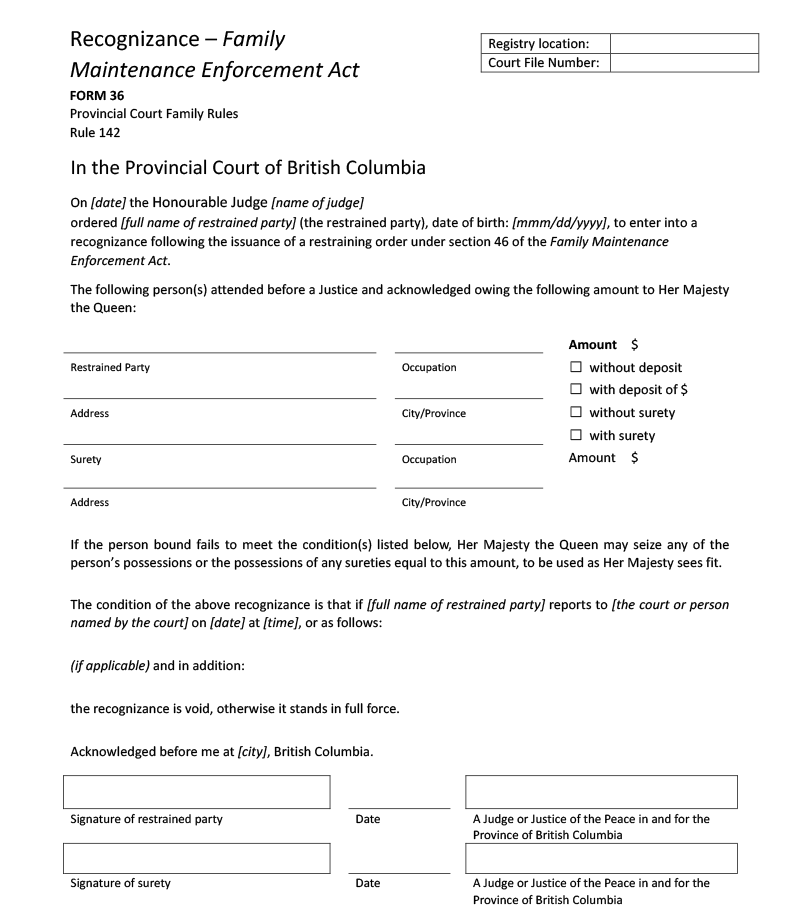 Recognizance – Family
Maintenance Enforcement Act
Registry location:
Court File Number:
FORM 36
Provincial Court Family Rules
Rule 142
In the Provincial Court of British Columbia
On [date] the Honourable Judge [name of judge]
ordered [full name of restrained party] (the restrained party), date of birth: [mmm/dd/yyyy], to enter into a
recognizance following the issuance of a restraining order under section 46 of the Family Maintenance
Enforcement Act.
The following person(s) attended before a Justice and acknowledged owing the following amount to Her Majesty
the Queen:
Amount $
Restrained Party Occupation ☐ without deposit
☐ with deposit of $
Address City/Province ☐ without surety
☐ with surety
Surety Occupation Amount $
Address City/Province
If the person bound fails to meet the condition(s) listed below, Her Majesty the Queen may seize any of the
person's possessions or the possessions of any sureties equal to this amount, to be used as Her Majesty sees fit.
The condition of the above recognizance is that if [full name of restrained party] reports to [the court or person
named by the court] on [date] at [time], or as follows:
(if applicable) and in addition:
the recognizance is void, otherwise it stands in full force.
Acknowledged before me at [city], British Columbia.
Signature of restrained party Date A Judge or Justice of the Peace in and for the
Province of British Columbia
Signature of surety Date A Judge or Justice of the Peace in and for the
Province of British Columbia